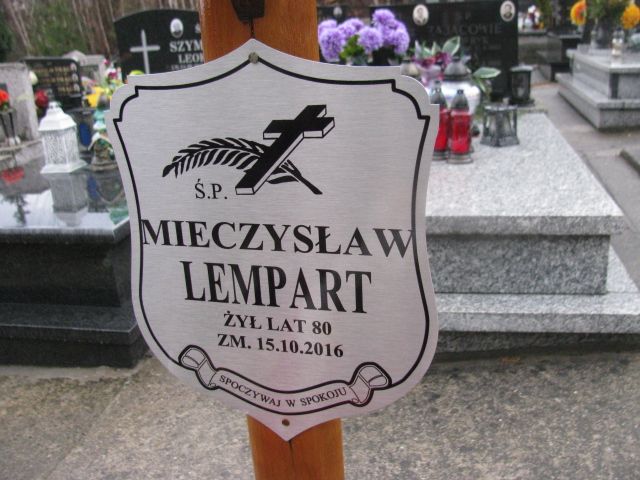 Ś.P.
MIECZYSŁAW
LEMPART
ŻYŁ LAT 80
ZM. 15.10.2016
SPOCZYWAJ W SPOKOJU